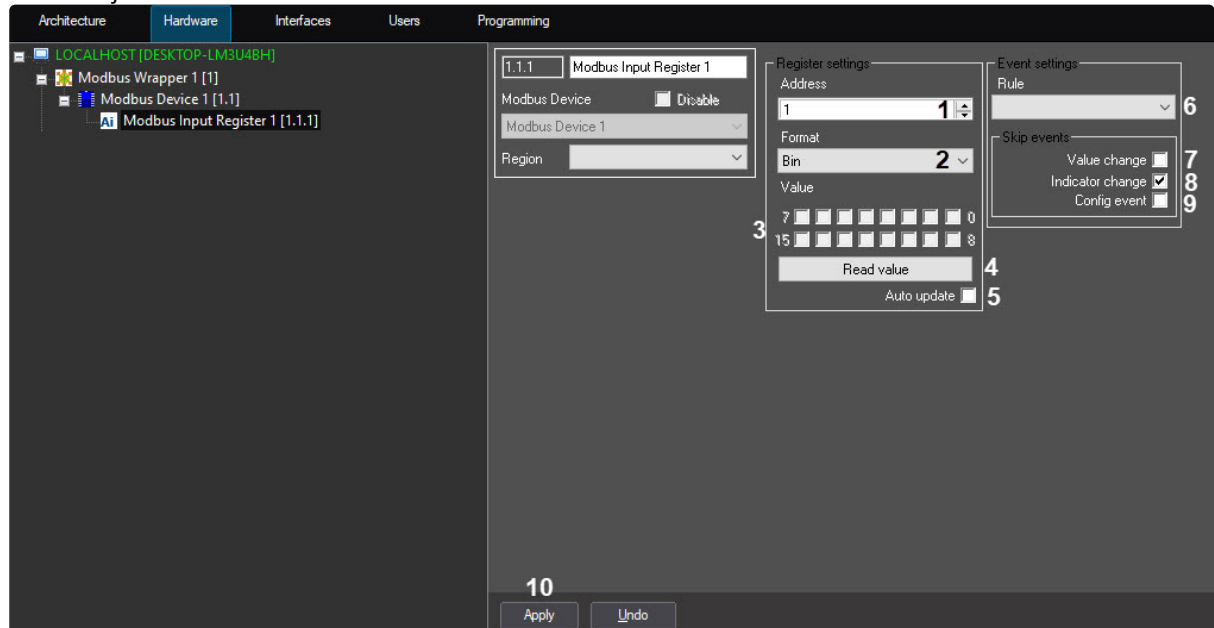 Architecture Hardware Interfaces Users Programming
LOCALHOST [DESKTOP-LM3U4BH]
Modbus Wrapper 1 [1]
Modbus Device 1 [1.1]
Ai Modbus Input Register 1 [1.1.1]
1.1.1 Modbus Input Register 1
Modbus Device Disable
Modbus Device 1
Region
Register settings
Address
1 1
Format
Bin 2
Value
7 0
3
15 8
Read value 4
Auto update 5
Event settings
Rule
6
Skip events
Value change 7
Indicator change 8
Config event 9
10
Apply Undo